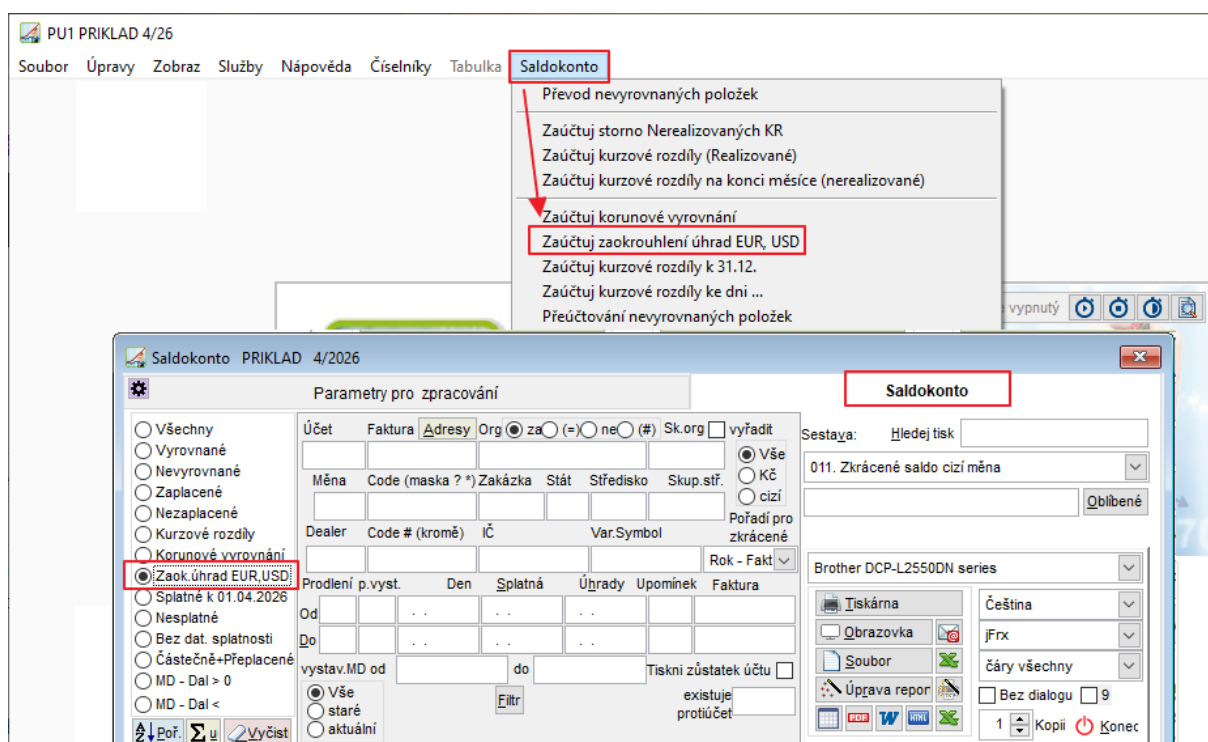 PU1 PRIKLAD 4/26
Soubor Úpravy Zobraz Služby Nápověda Číselníky Tabulka Saldokonto
Převod nevyrovnaných položek
Zaúčtuj storno Nerealizovaných KR
Zaúčtuj kurzové rozdíly (Realizované)
Zaúčtuj kurzové rozdíly na konci měsíce (nerealizované)
Zaúčtuj korunové vyrovnání
Zaúčtuj zaokrouhlení úhrad EUR, USD
Zaúčtuj kurzové rozdíly k 31.12.
Zaúčtuj kurzové rozdíly ke dni ...
Přeúčtování nevyrovnaných položek
vypnutý
Saldokonto PRIKLAD 4/2026
Parametry pro zpracování
Saldokonto
Všechny
Vyrovnané
Nevyrovnané
Zaplacené
Nezaplacené
Kurzové rozdíly
Korunové vyrovnání
Zaok.úhrad EUR,USD
Splatné k 01.04.2026
Nesplatné
Bez dat. splatnosti
Částečně+Přeplacené
MD - Dal > 0
MD - Dal <
Poř. Σ u Vyčist
Účet Faktura Adresy Org za (=) ne (#) Sk.org vyřadit
Vše
Kč
cizí
Měna Code (maska ? *) Zakázka Stát Středisko Skup.stř.
Pořadí pro
zkrácené
Dealer Code # (kromě) IČ Var.Symbol
Rok - Fakt
Prodlení p.vyst. Den Splatná Úhrady Upomínek Faktura
Od . . . . . .
Do . . . . . .
vystav.MD od do Tiskni zůstatek účtu
Vše
staré
aktuální
Filtr
existuje
protiúčet
Sestava: Hledej tisk
011. Zkrácené saldo cizí měna
Oblíbené
Brother DCP-L2550DN series
Tiskárna Čeština
Obrazovka jFrx
Soubor čáry všechny
Úprava repor Bez dialogu 9
PDF W HTML 1 Kopii Konec